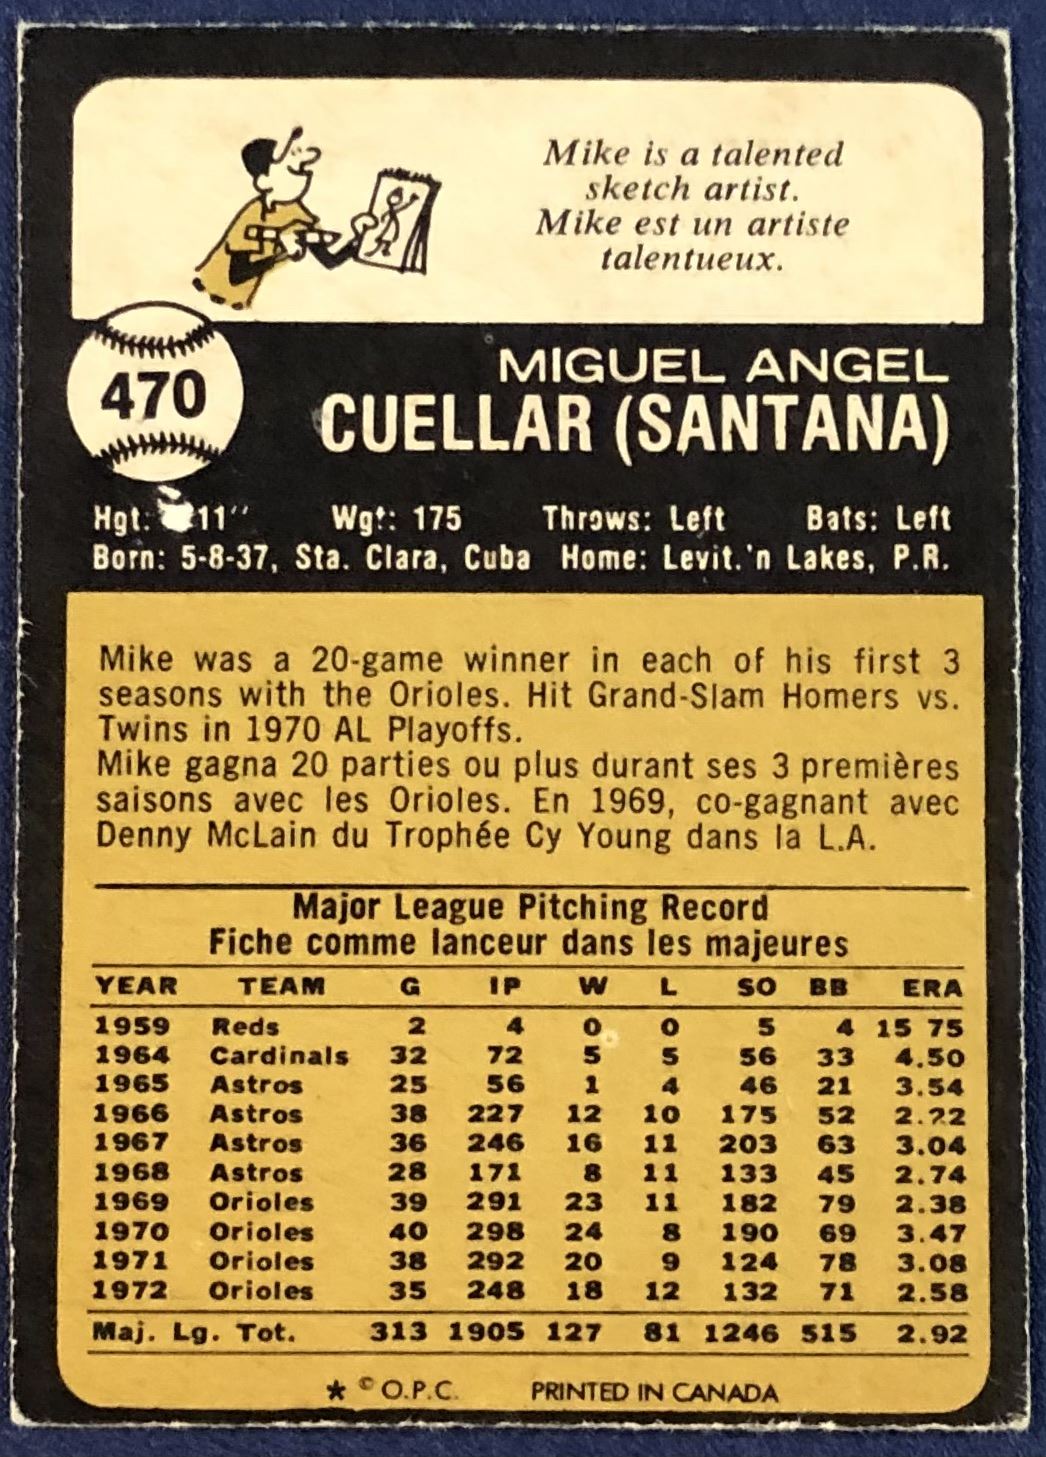 Mike is a talented
sketch artist.
Mike est un artiste
talentueux.
470
MIGUEL ANGEL
CUELLAR (SANTANA)
Hgt: 11" Wgt: 175 Throws: Left Bats: Left
Born: 5-8-37, Sta. Clara, Cuba Home: Levit.'n Lakes, P.R.
Mike was a 20-game winner in each of his first 3
seasons with the Orioles. Hit Grand-Slam Homers vs.
Twins in 1970 AL Playoffs.
Mike gagna 20 parties ou plus durant ses 3 premières
saisons avec les Orioles. En 1969, co-gagnant avec
Denny McLain du Trophée Cy Young dans la L.A.
Major League Pitching Record
Fiche comme lanceur dans les majeures
YEAR TEAM G IP W L SO BB ERA
1959 Reds 2 4 0 0 5 4 15 75
1964 Cardinals 32 72 5 5 56 33 4.50
1965 Astros 25 56 1 4 46 21 3.54
1966 Astros 38 227 12 10 175 52 2.22
1967 Astros 36 246 16 11 203 63 3.04
1968 Astros 28 171 8 11 133 45 2.74
1969 Orioles 39 291 23 11 182 79 2.38
1970 Orioles 40 298 24 8 190 69 3.47
1971 Orioles 38 292 20 9 124 78 3.08
1972 Orioles 35 248 18 12 132 71 2.58
Maj. Lg. Tot. 313 1905 127 81 1246 515 2.92
* © O.P.C. PRINTED IN CANADA